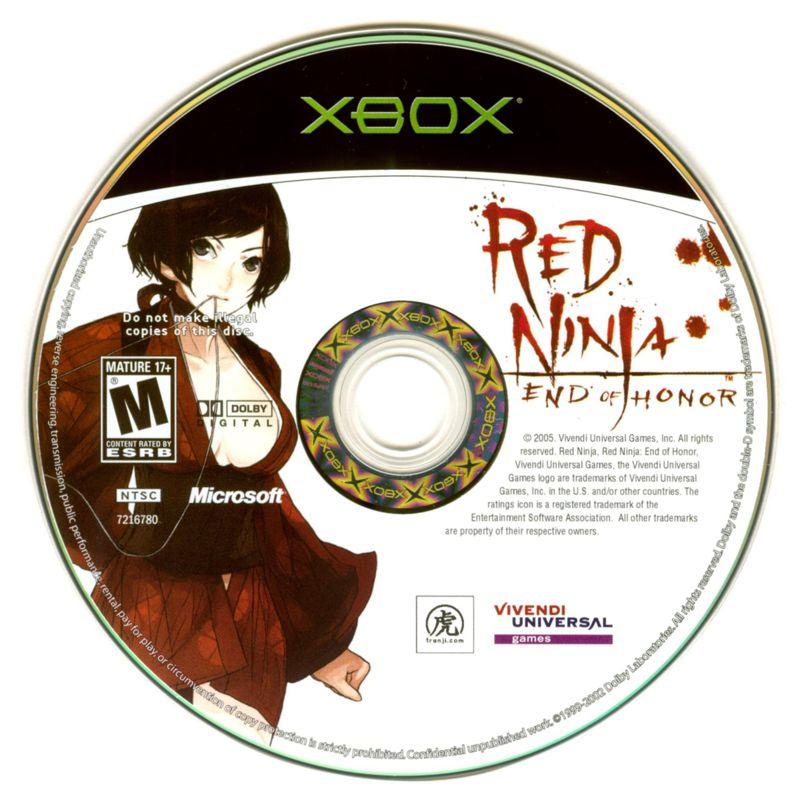 XBOX®
RED
NINJA
END OF HONOR™
Do not make illegal
copies of this disc.
MATURE 17+
M®
CONTENT RATED BY
ESRB
DOLBY
DIGITAL
NTSC
7216780
Microsoft®
XBOX XBOX XBOX XBOX
© 2005. Vivendi Universal Games, Inc. All rights
reserved. Red Ninja, Red Ninja: End of Honor,
Vivendi Universal Games, the Vivendi Universal
Games logo are trademarks of Vivendi Universal
Games, Inc. in the U.S. and/or other countries. The
ratings icon is a registered trademark of the
Entertainment Software Association. All other trademarks
are property of their respective owners.
虎
tranji.com
VIVENDI
UNIVERSAL
games
Unauthorized copying, reverse engineering, transmission, public performance, rental, pay for play, or circumvention of copy protection is strictly prohibited. Confidential unpublished work. ©1999-2002 Dolby Laboratories. All rights reserved. Dolby and the double-D symbol are trademarks of Dolby Laboratories.